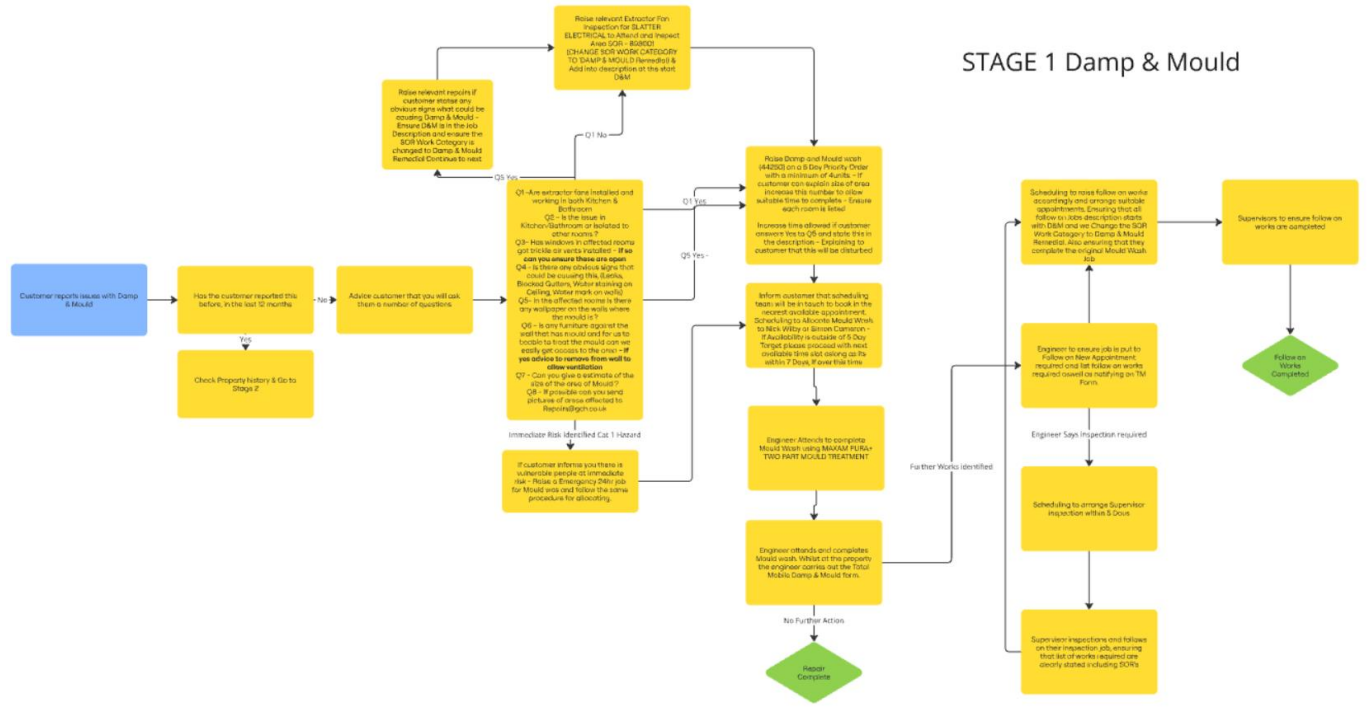 STAGE 1 Damp & Mould
Customer reports issues with Damp
& Mould
Has the customer reported this
before, in the last 12 months
No
Yes
Check Property history & Go to
Stage 2
Advice customer that you will ask
them a number of questions
Raise relevant repairs if
customer states any
obvious signs what could be
causing Damp & Mould -
Ensure D&M is in the Job
Description and ensure the
SOR Work Category is
changed to Damp & Mould
Remedial Continue to next
Raise relevant Extractor Fan
Inspection for SLATTER
ELECTRICAL to Attend and Inspect
Area SOR -
(CHANGE SOR WORK CATEGORY
TO 'DAMP & MOULD Remedial) &
Add into description at the start
D&M
Q1 No
Q5 Yes
Q1 -Are extractor fans installed and
working in both Kitchen &
Bathroom
Q2 - Is the issue in
Kitchen/Bathroom or isolated to
other rooms ?
Q3- Has windows in affected rooms
got trickle air vents installed - If so
can you ensure these are open
Q4 - Is there any obvious signs that
could be causing this, (Leaks,
Blocked Gutters, Water staining on
Ceiling, Water mark on walls)
Q5- In the affected rooms is there
any wallpaper on the walls where
the mould is ?
Q6 - Is any furniture against the
wall that has mould and for us to
be able to treat the mould can we
easily get access to the area - If
yes advice to remove from wall to
allow ventilation
Q7 - Can you give a estimate of the
size of the area of Mould ?
Q8 - If possible can you send
pictures of areas affected to
Repairs@gch.co.uk
Q1 Yes
Q5 Yes -
Immediate Risk Identified Cat 1 Hazard
If customer informs you there is
vulnerable people at immediate
risk - Raise a Emergency 24hr job
for Mould was and follow the same
procedure for allocating.
Raise Damp and Mould wash
(44250) on a 5 Day Priority Order
with a minimum of 4units. - If
customer can explain size of area
increase this number to allow
suitable time to complete - Ensure
each room is listed
Increase time allowed if customer
answers Yes to Q5 and state this in
the description - Explaining to
customer that this will be disturbed
Inform customer that scheduling
team will be in touch to book in the
nearest available appointment.
Scheduling to Allocate Mould Wash
to Nick Wilby or Simon Cameron -
If Availability is outside of 5 Day
Target please proceed with next
available time slot aslong as its
within 7 Days, If over this time
Engineer Attends to complete
Mould Wash using MAXAM PURA+
TWO PART MOULD TREATMENT
Engineer attends and completes
Mould wash. Whilst at the property
the engineer carries out the Total
Mobile Damp & Mould form.
No Further Action
Repair
Complete
Further Works identified
Scheduling to raise follow on works
accordingly and arrange suitable
appointments. Ensuring that all
follow on Jobs description starts
with D&M and we Change the SOR
Work Category to Damp & Mould
Remedial. Also ensuring that they
complete the original Mould Wash
Job
Engineer to ensure job is put to
Follow on New Appointment
required and list follow on works
required aswell as notifying on TM
Form
Engineer Says inspection required
Scheduling to arrange Supervisor
inspection within 5 Days
Supervisor inspections and follows
on their inspection job, ensuring
that list of works required are
clearly stated including SOR's
Supervisors to ensure follow on
works are completed
Follow on
Works
Completed